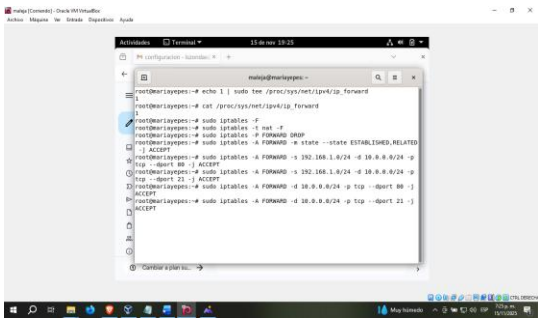 maleja [Corriendo] - Oracle VM VirtualBox
Archivo Máquina Ver Entrada Dispositivos Ayuda
Actividades Terminal 15 de nov 19:25
maleja@mariayepes: ~
root@mariayepes:~# echo 1 | sudo tee /proc/sys/net/ipv4/ip_forward
1
root@mariayepes:~# cat /proc/sys/net/ipv4/ip_forward
1
root@mariayepes:~# sudo iptables -F
root@mariayepes:~# sudo iptables -t nat -F
root@mariayepes:~# sudo iptables -P FORWARD DROP
root@mariayepes:~# sudo iptables -A FORWARD -m state --state ESTABLISHED,RELATED
-j ACCEPT
root@mariayepes:~# sudo iptables -A FORWARD -s 192.168.1.0/24 -d 10.0.0.0/24 -p
tcp --dport 80 -j ACCEPT
root@mariayepes:~# sudo iptables -A FORWARD -s 192.168.1.0/24 -d 10.0.0.0/24 -p
tcp --dport 21 -j ACCEPT
root@mariayepes:~# sudo iptables -A FORWARD -d 10.0.0.0/24 -p tcp --dport 80 -j
ACCEPT
root@mariayepes:~# sudo iptables -A FORWARD -d 10.0.0.0/24 -p tcp --dport 21 -j
ACCEPT
Cambiar a plan su...
Muy húmedo
ESP
7:25 p. m.
15/11/2025